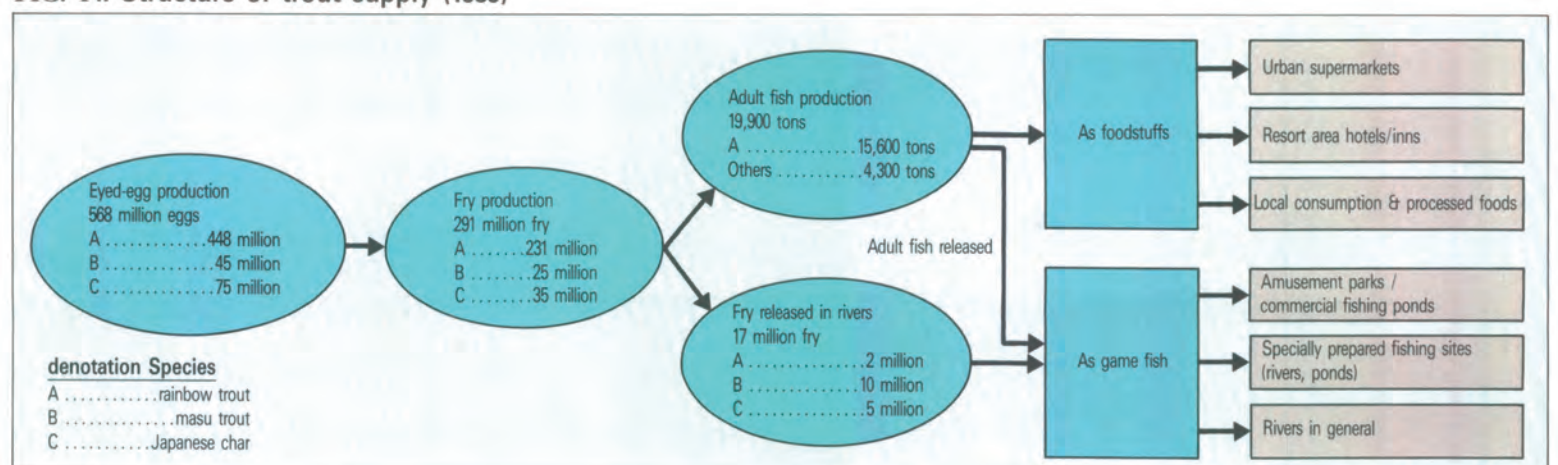 Eyed-egg production
568 million eggs
A .............448 million
B ..............45 million
C ..............75 million
Fry production
291 million fry
A .......231 million
B ........25 million
C ........35 million
Adult fish production
19,900 tons
A ..............15,600 tons
Others ...........4,300 tons
Adult fish released
Fry released in rivers
17 million fry
A ...............2 million
B ..............10 million
C ...............5 million
As foodstuffs
Urban supermarkets
Resort area hotels/inns
Local consumption & processed foods
As game fish
Amusement parks /
commercial fishing ponds
Specially prepared fishing sites
(rivers, ponds)
Rivers in general
denotation Species
A ............rainbow trout
B ..............masu trout
C ...........Japanese char